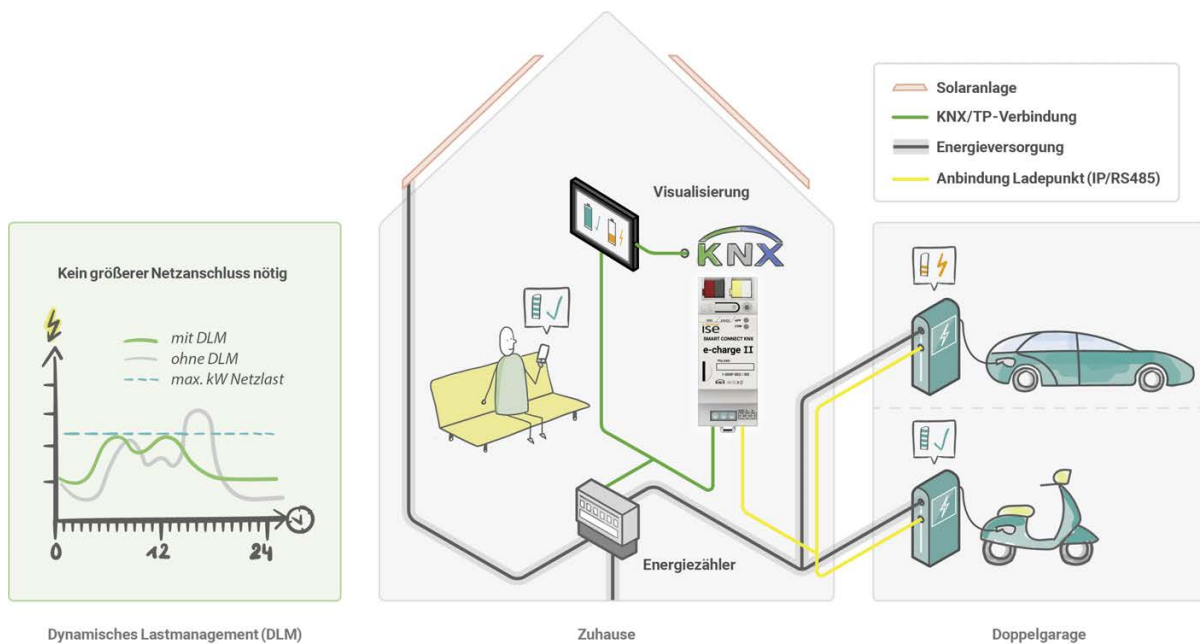 Kein größerer Netzanschluss nötig
mit DLM
ohne DLM
max. kW Netzlast
0
12
24
Dynamisches Lastmanagement (DLM)
Visualisierung
KNX
ise
SMART CONNECT KNX
e-charge II
Energiezähler
Zuhause
Solaranlage
KNX/TP-Verbindung
Energieversorgung
Anbindung Ladepunkt (IP/RS485)
Doppelgarage